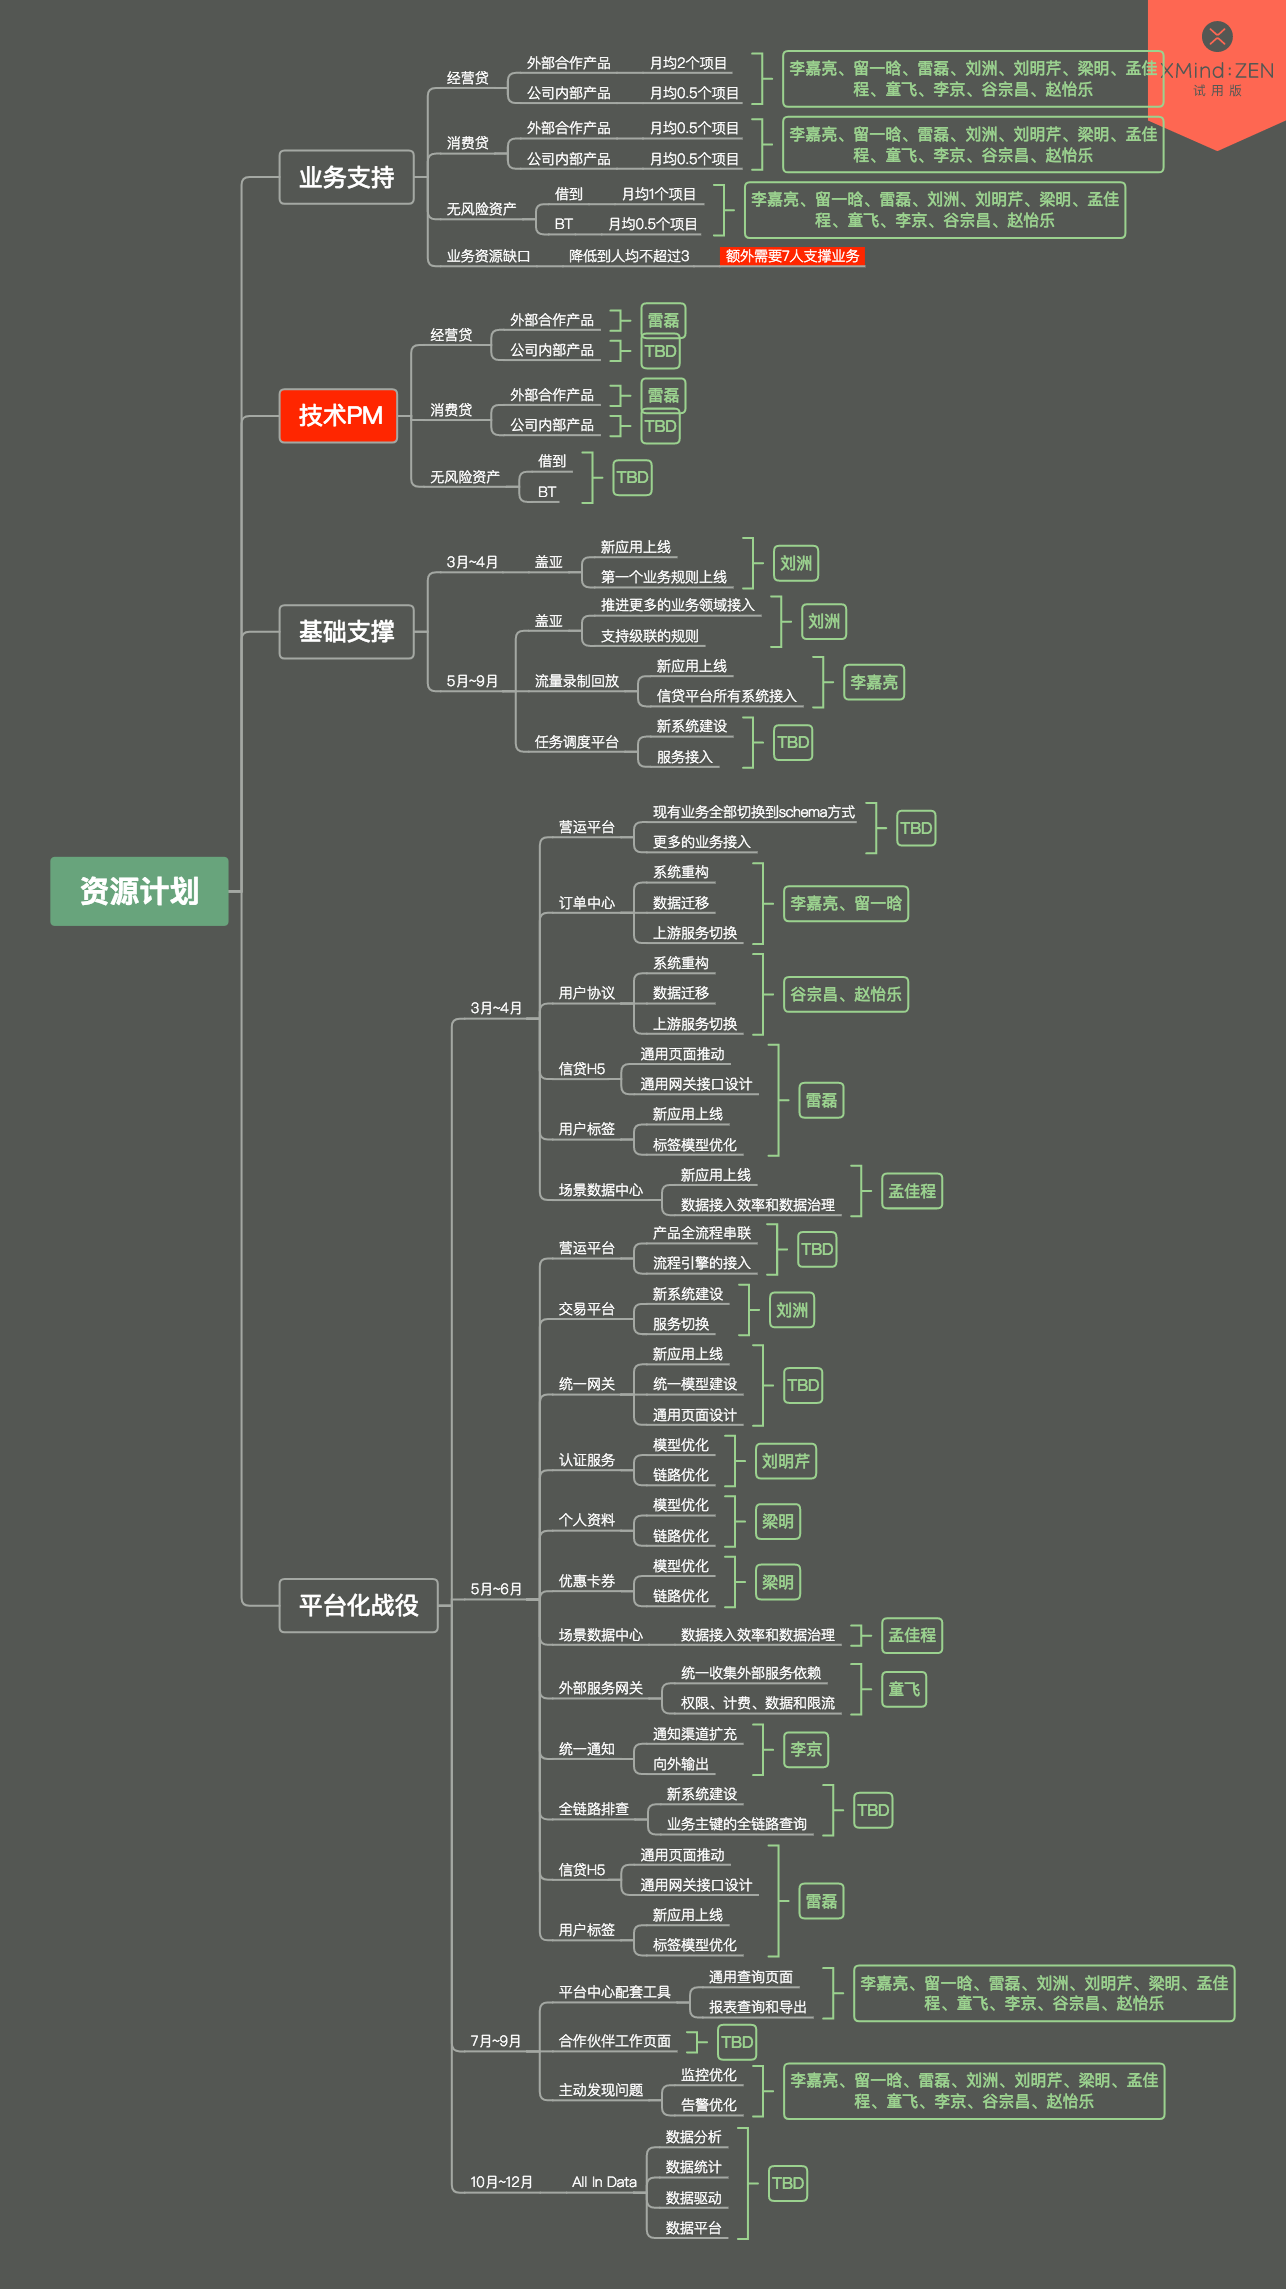 XMind:ZEN
试用版
资源计划
业务支持
经营贷
外部合作产品
月均2个项目
公司内部产品
月均0.5个项目
李嘉亮、留一晗、雷磊、刘洲、刘明芹、梁明、孟佳
程、童飞、李京、谷宗昌、赵怡乐
消费贷
外部合作产品
月均0.5个项目
公司内部产品
月均0.5个项目
李嘉亮、留一晗、雷磊、刘洲、刘明芹、梁明、孟佳
程、童飞、李京、谷宗昌、赵怡乐
无风险资产
借到
月均1个项目
BT
月均0.5个项目
李嘉亮、留一晗、雷磊、刘洲、刘明芹、梁明、孟佳
程、童飞、李京、谷宗昌、赵怡乐
业务资源缺口
降低到人均不超过3
额外需要7人支撑业务
技术PM
经营贷
外部合作产品
雷磊
公司内部产品
TBD
消费贷
外部合作产品
雷磊
公司内部产品
TBD
无风险资产
借到
BT
TBD
基础支撑
3月~4月
盖亚
新应用上线
第一个业务规则上线
刘洲
5月~9月
盖亚
推进更多的业务领域接入
支持级联的规则
刘洲
流量录制回放
新应用上线
信贷平台所有系统接入
李嘉亮
任务调度平台
新系统建设
服务接入
TBD
平台化战役
3月~4月
营运平台
现有业务全部切换到schema方式
更多的业务接入
TBD
订单中心
系统重构
数据迁移
上游服务切换
李嘉亮、留一晗
用户协议
系统重构
数据迁移
上游服务切换
谷宗昌、赵怡乐
信贷H5
通用页面推动
通用网关接口设计
用户标签
新应用上线
标签模型优化
雷磊
场景数据中心
新应用上线
数据接入效率和数据治理
孟佳程
5月~6月
营运平台
产品全流程串联
流程引擎的接入
TBD
交易平台
新系统建设
服务切换
刘洲
统一网关
新应用上线
统一模型建设
通用页面设计
TBD
认证服务
模型优化
链路优化
刘明芹
个人资料
模型优化
链路优化
梁明
优惠卡券
模型优化
链路优化
梁明
场景数据中心
数据接入效率和数据治理
孟佳程
外部服务网关
统一收集外部服务依赖
权限、计费、数据和限流
童飞
统一通知
通知渠道扩充
向外输出
李京
全链路排查
新系统建设
业务主键的全链路查询
TBD
信贷H5
通用页面推动
通用网关接口设计
用户标签
新应用上线
标签模型优化
雷磊
7月~9月
平台中心配套工具
通用查询页面
报表查询和导出
李嘉亮、留一晗、雷磊、刘洲、刘明芹、梁明、孟佳
程、童飞、李京、谷宗昌、赵怡乐
合作伙伴工作页面
TBD
主动发现问题
监控优化
告警优化
李嘉亮、留一晗、雷磊、刘洲、刘明芹、梁明、孟佳
程、童飞、李京、谷宗昌、赵怡乐
10月~12月
All In Data
数据分析
数据统计
数据驱动
数据平台
TBD